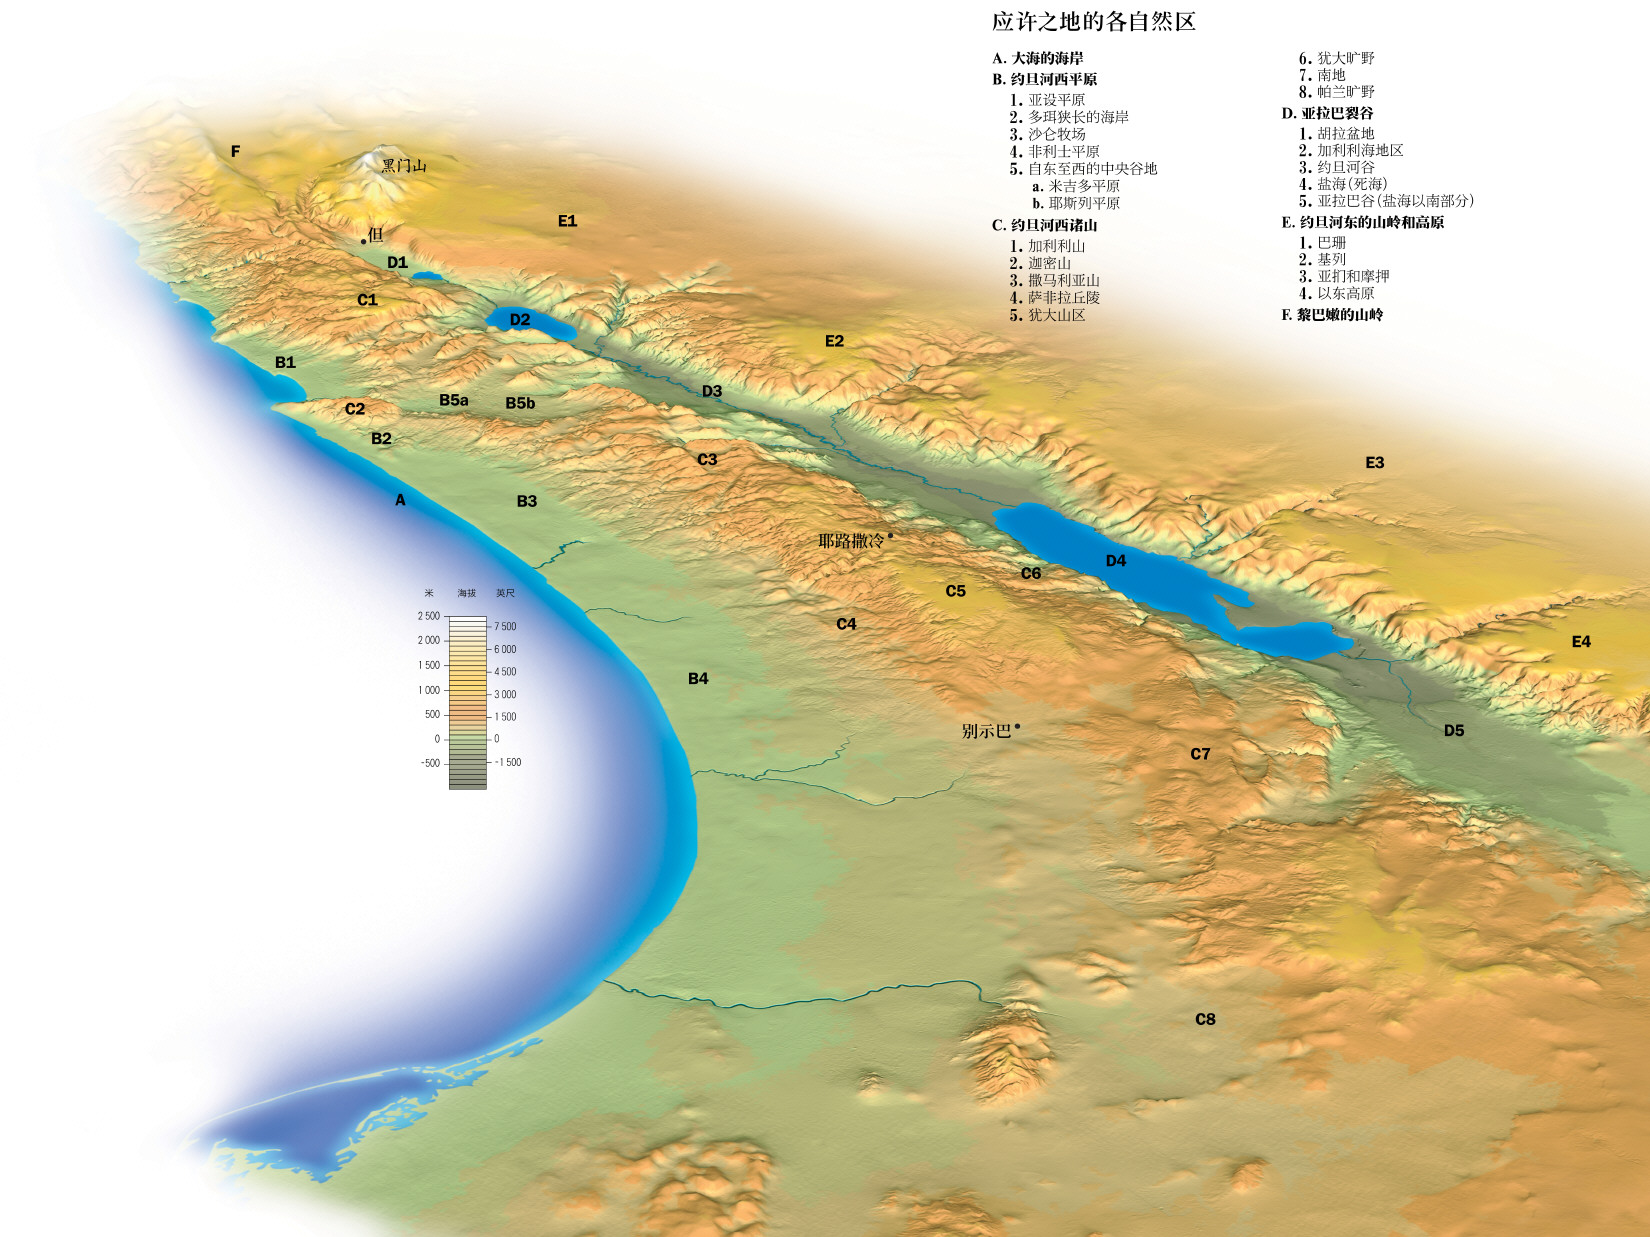 应许之地的各自然区
A. 大海的海岸
B. 约旦河西平原
1. 亚设平原
2. 多珥狭长的海岸
3. 沙仑牧场
4. 非利士平原
5. 自东至西的中央谷地
a. 米吉多平原
b. 耶斯列平原
C. 约旦河西诸山
1. 加利利山
2. 迦密山
3. 撒马利亚山
4. 萨非拉丘陵
5. 犹大山区
6. 犹大旷野
7. 南地
8. 帕兰旷野
D. 亚拉巴裂谷
1. 胡拉盆地
2. 加利利海地区
3. 约旦河谷
4. 盐海(死海)
5. 亚拉巴谷(盐海以南部分)
E. 约旦河东的山岭和高原
1. 巴珊
2. 基列
3. 亚扪和摩押
4. 以东高原
F. 黎巴嫩的山岭
F
黑门山
E1
但
D1
C1
D2
E2
B1
D3
B5a
B5b
C2
B2
C3
E3
A
B3
耶路撒冷
D4
C6
C5
C4
E4
B4
别示巴
D5
C7
C8
米 海拔 英尺
2 500
7 500
2 000
6 000
1 500
4 500
1 000
3 000
500
1 500
0
0
-500
-1 500